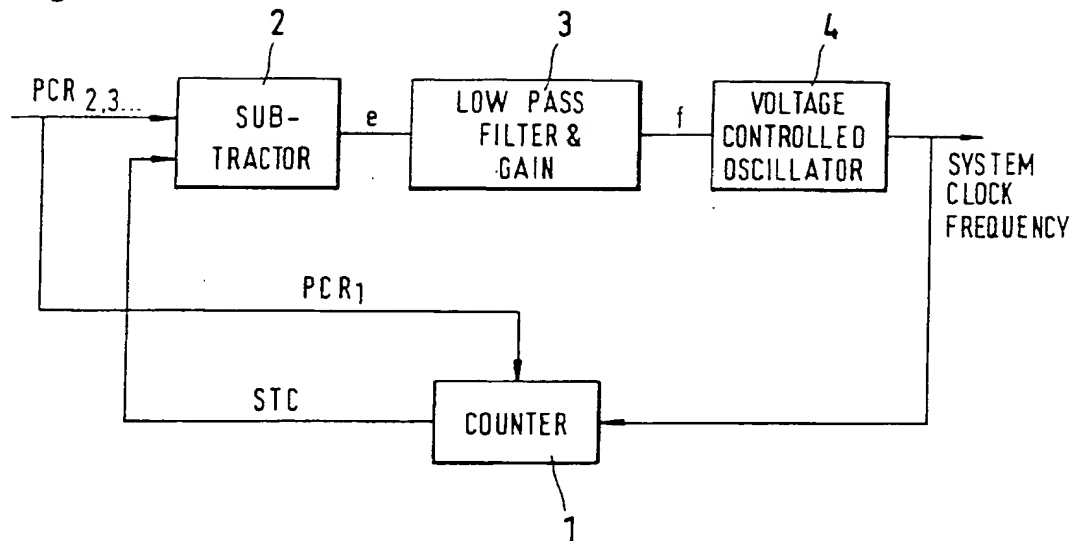 2
3
4
PCR 2,3...
SUB-
TRACTOR
e
LOW PASS
FILTER &
GAIN
f
VOLTAGE
CONTROLLED
OSCILLATOR
SYSTEM
CLOCK
FREQUENCY
PCR1
STC
COUNTER
1